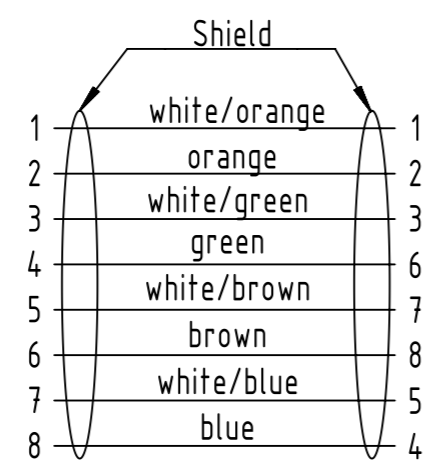 Shield
1 white/orange 1
2 orange 2
3 white/green 3
4 green 6
5 white/brown 7
6 brown 8
7 white/blue 5
8 blue 4